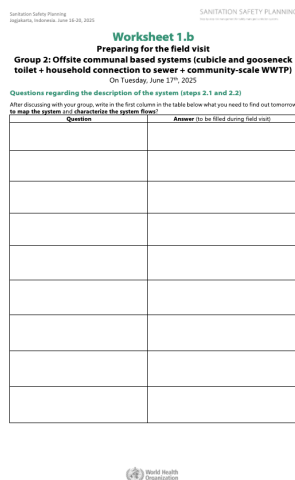 Sanitation Safety Planning
Jogjakarta, Indonesia. June 16-20, 2025
SANITATION SAFETY PLANNING
Worksheet 1.b
Preparing for the field visit
Group 2: Offsite communal based systems (cubicle and gooseneck
toilet + household connection to sewer + community-scale WWTP)
On Tuesday, June 17th, 2025
Questions regarding the description of the system (steps 2.1 and 2.2)
After discussing with your group, write in the first column in the table below what you need to find out tomorrow
to map the system and characterize the system flows?
Question
Answer (to be filled during field visit)
World Health
Organization